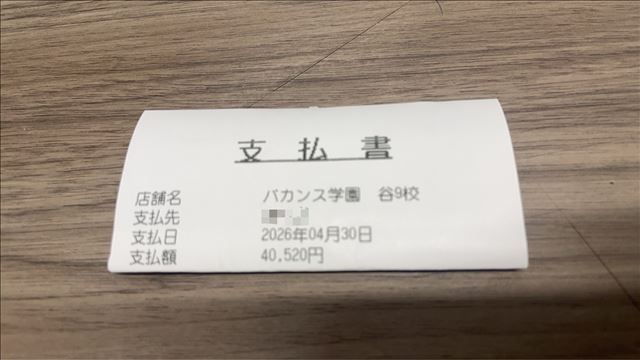 支払書
店舗名 バカンス学園 谷9校
支払先
支払日 2026年04月30日
支払額 40,520円